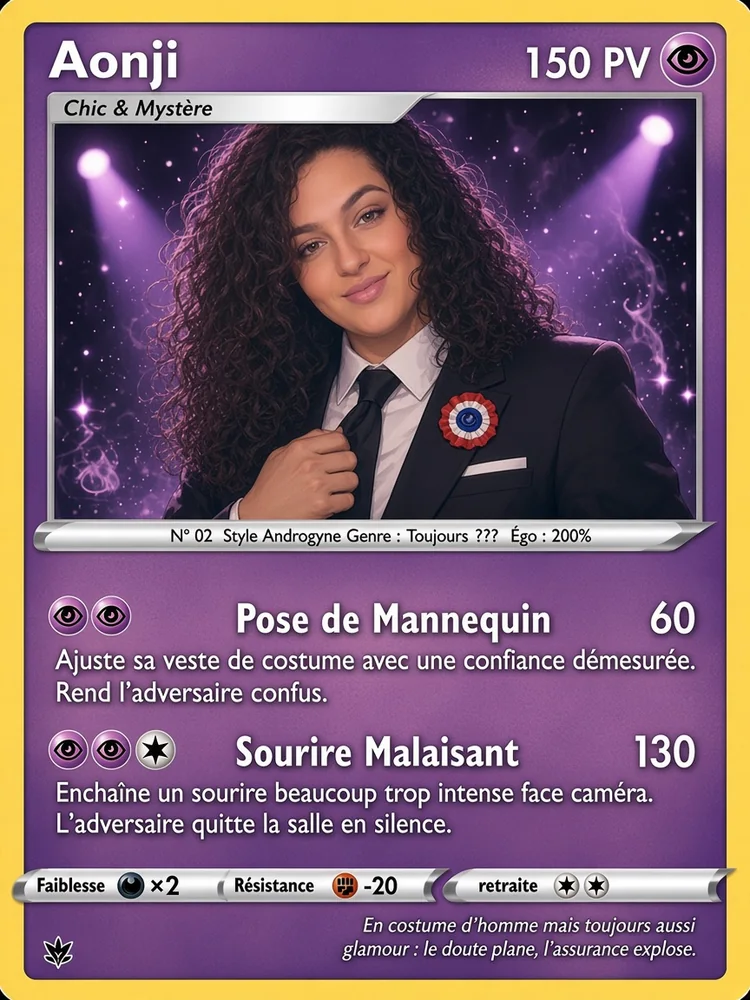 Aonji
150 PV
Chic & Mystère
N° 02 Style Androgyne Genre : Toujours ??? Égo : 200%
Pose de Mannequin 60
Ajuste sa veste de costume avec une confiance démesurée.
Rend l’adversaire confus.
Sourire Malaisant 130
Enchaîne un sourire beaucoup trop intense face caméra.
L’adversaire quitte la salle en silence.
Faiblesse ×2 Résistance -20 retraite
En costume d’homme mais toujours aussi
glamour : le doute plane, l’assurance explose.